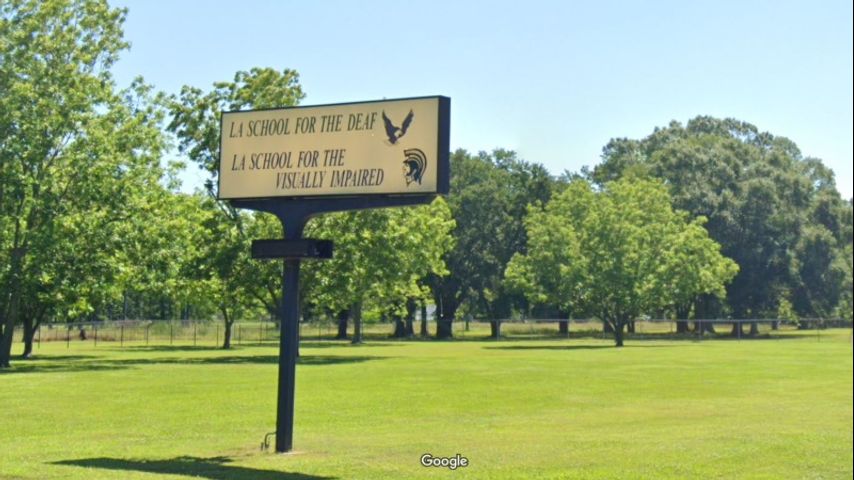 LA SCHOOL FOR THE DEAF
LA SCHOOL FOR THE
VISUALLY IMPAIRED
Google